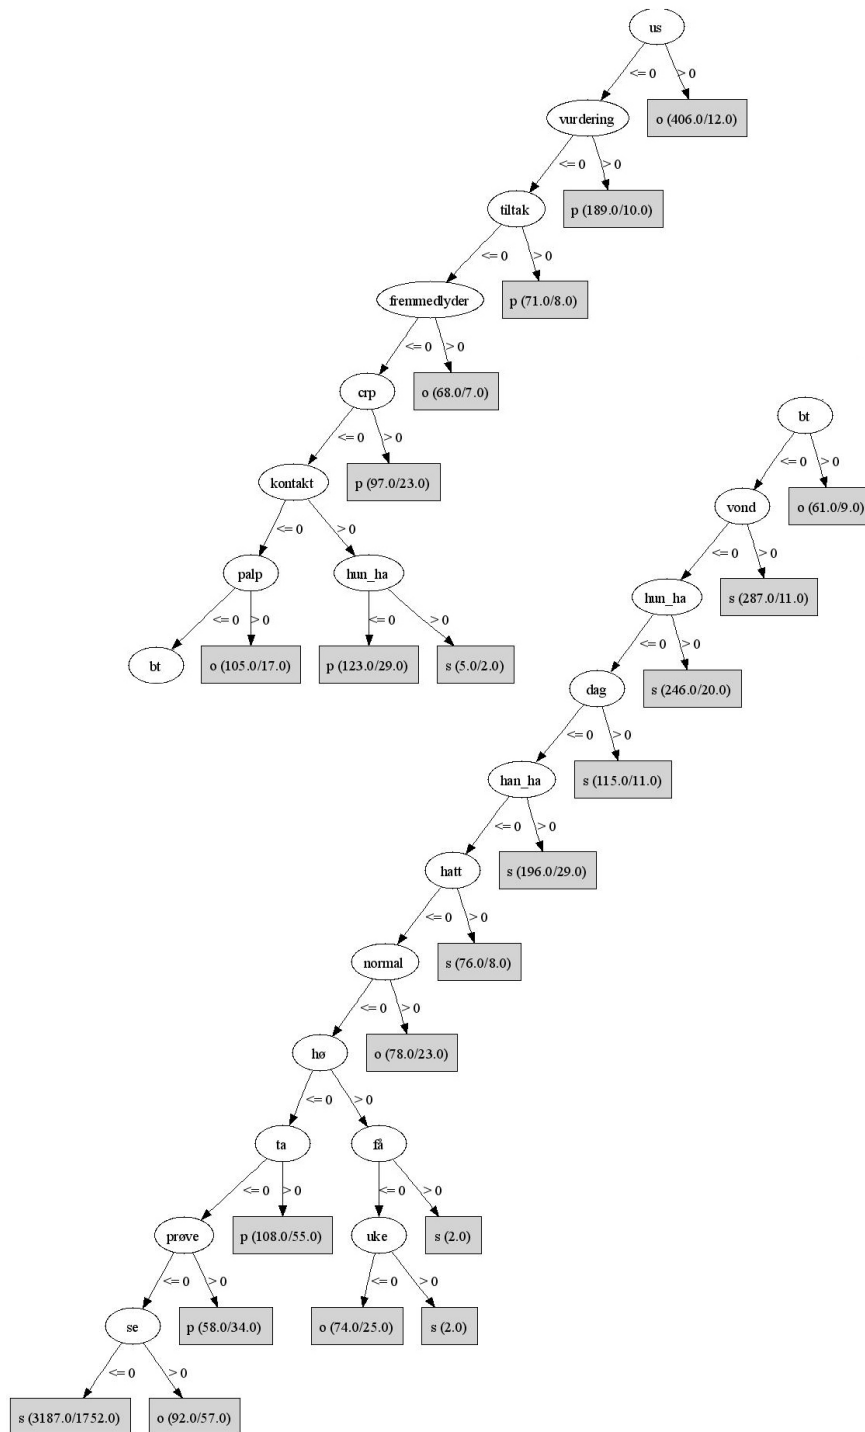 us
<= 0 > 0
vurdering o (406.0/12.0)
<= 0 > 0
tiltak p (189.0/10.0)
<= 0 > 0
fremmedlyder p (71.0/8.0)
<= 0 > 0
crp o (68.0/7.0)
<= 0 > 0
kontakt p (97.0/23.0)
<= 0 > 0
palp hun_ha
<= 0 > 0 <= 0 > 0
bt o (105.0/17.0) p (123.0/29.0) s (5.0/2.0)
bt
<= 0 > 0
vond o (61.0/9.0)
<= 0 > 0
hun_ha s (287.0/11.0)
<= 0 > 0
dag s (246.0/20.0)
<= 0 > 0
han_ha s (115.0/11.0)
<= 0 > 0
hatt s (196.0/29.0)
<= 0 > 0
normal s (76.0/8.0)
<= 0 > 0
hø o (78.0/23.0)
<= 0 > 0
ta få
<= 0 > 0 <= 0 > 0
prøve p (108.0/55.0) uke s (2.0)
<= 0 > 0 <= 0 > 0
se p (58.0/34.0) o (74.0/25.0) s (2.0)
<= 0 > 0
s (3187.0/1752.0) o (92.0/57.0)